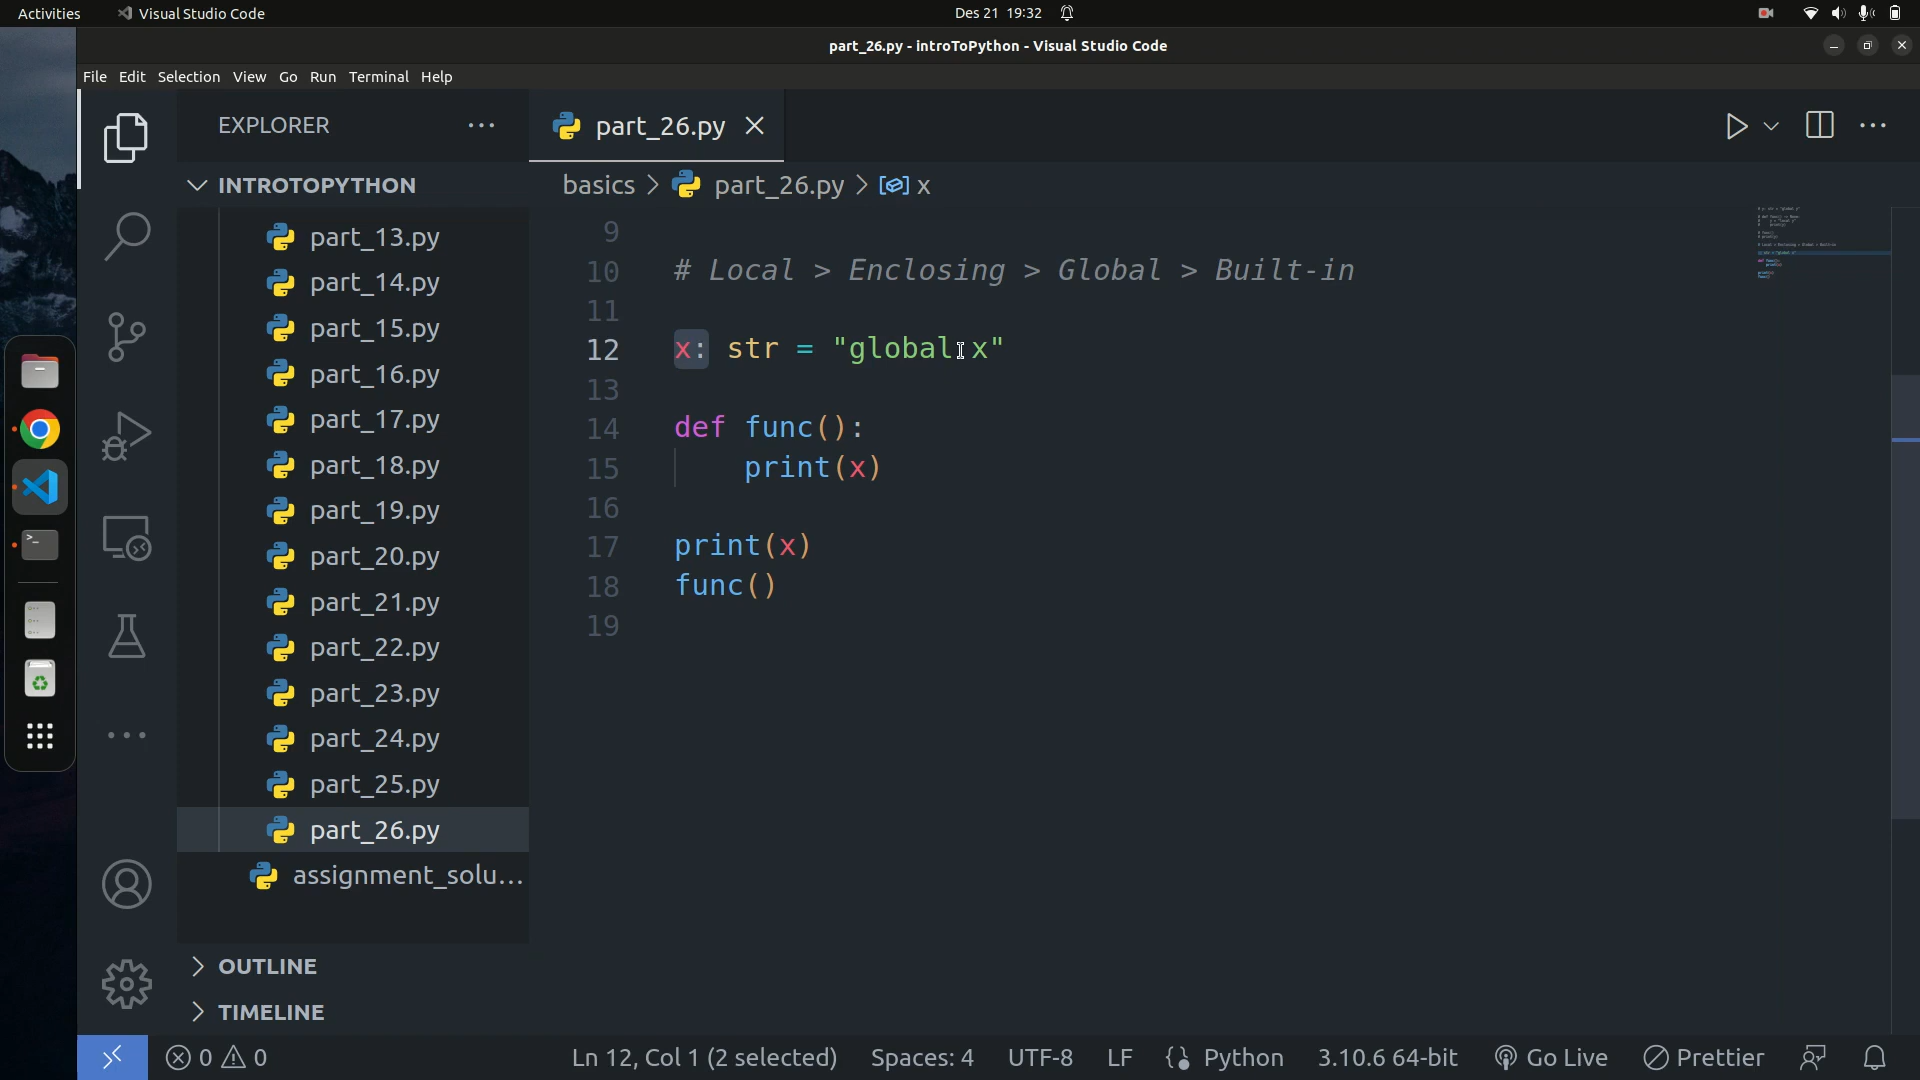 Activities
Visual Studio Code
Des 21 19:32
part_26.py - introToPython - Visual Studio Code
File Edit Selection View Go Run Terminal Help
EXPLORER
part_26.py
INTROTOPYTHON
basics > part_26.py > x
part_13.py
part_14.py
part_15.py
part_16.py
part_17.py
part_18.py
part_19.py
part_20.py
part_21.py
part_22.py
part_23.py
part_24.py
part_25.py
part_26.py
assignment_solu...
OUTLINE
TIMELINE
9
10 # Local > Enclosing > Global > Built-in
11
12 x: str = "global x"
13
14 def func():
15 print(x)
16
17 print(x)
18 func()
19
0 0
Ln 12, Col 1 (2 selected) Spaces: 4 UTF-8 LF Python 3.10.6 64-bit Go Live Prettier